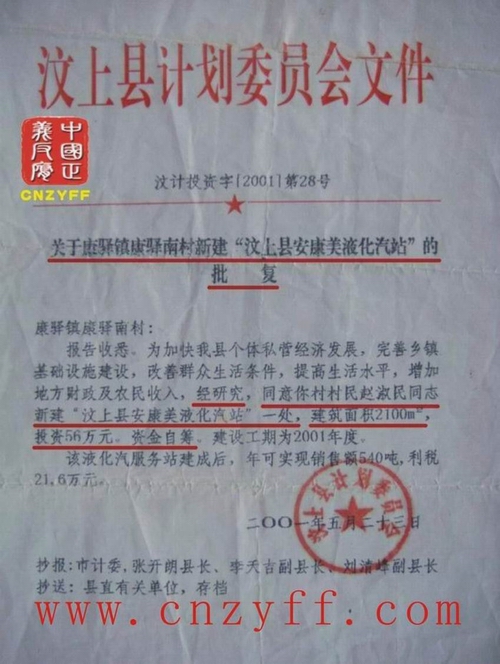 汶上县计划委员会文件
中國正
義反腐
CNZYFF
汶计投资字[2001]第28号
关于康驿镇康驿南村新建“汶上县安康美液化汽站”的
批 复
康驿镇康驿南村:
报告收悉。为加快我县个体私营经济发展，完善乡镇
基础设施建设，改善群众生活条件，提高生活水平，增加
地方财政及农民收入，经研究，同意你村村民赵淑民同志
新建“汶上县安康美液化汽站”一处，建筑面积2100m²，
投资56万元。资金自筹。建设工期为2001年度。
该液化汽服务站建成后，年可实现销售额540吨，利税
21.6万元。
汶上县计划委员会
二〇〇一年五月二十三日
抄报：市计委，张开朗县长、李天吉副县长、刘清峰副县长
抄送：县直有关单位，存档
www.cnzyff.com